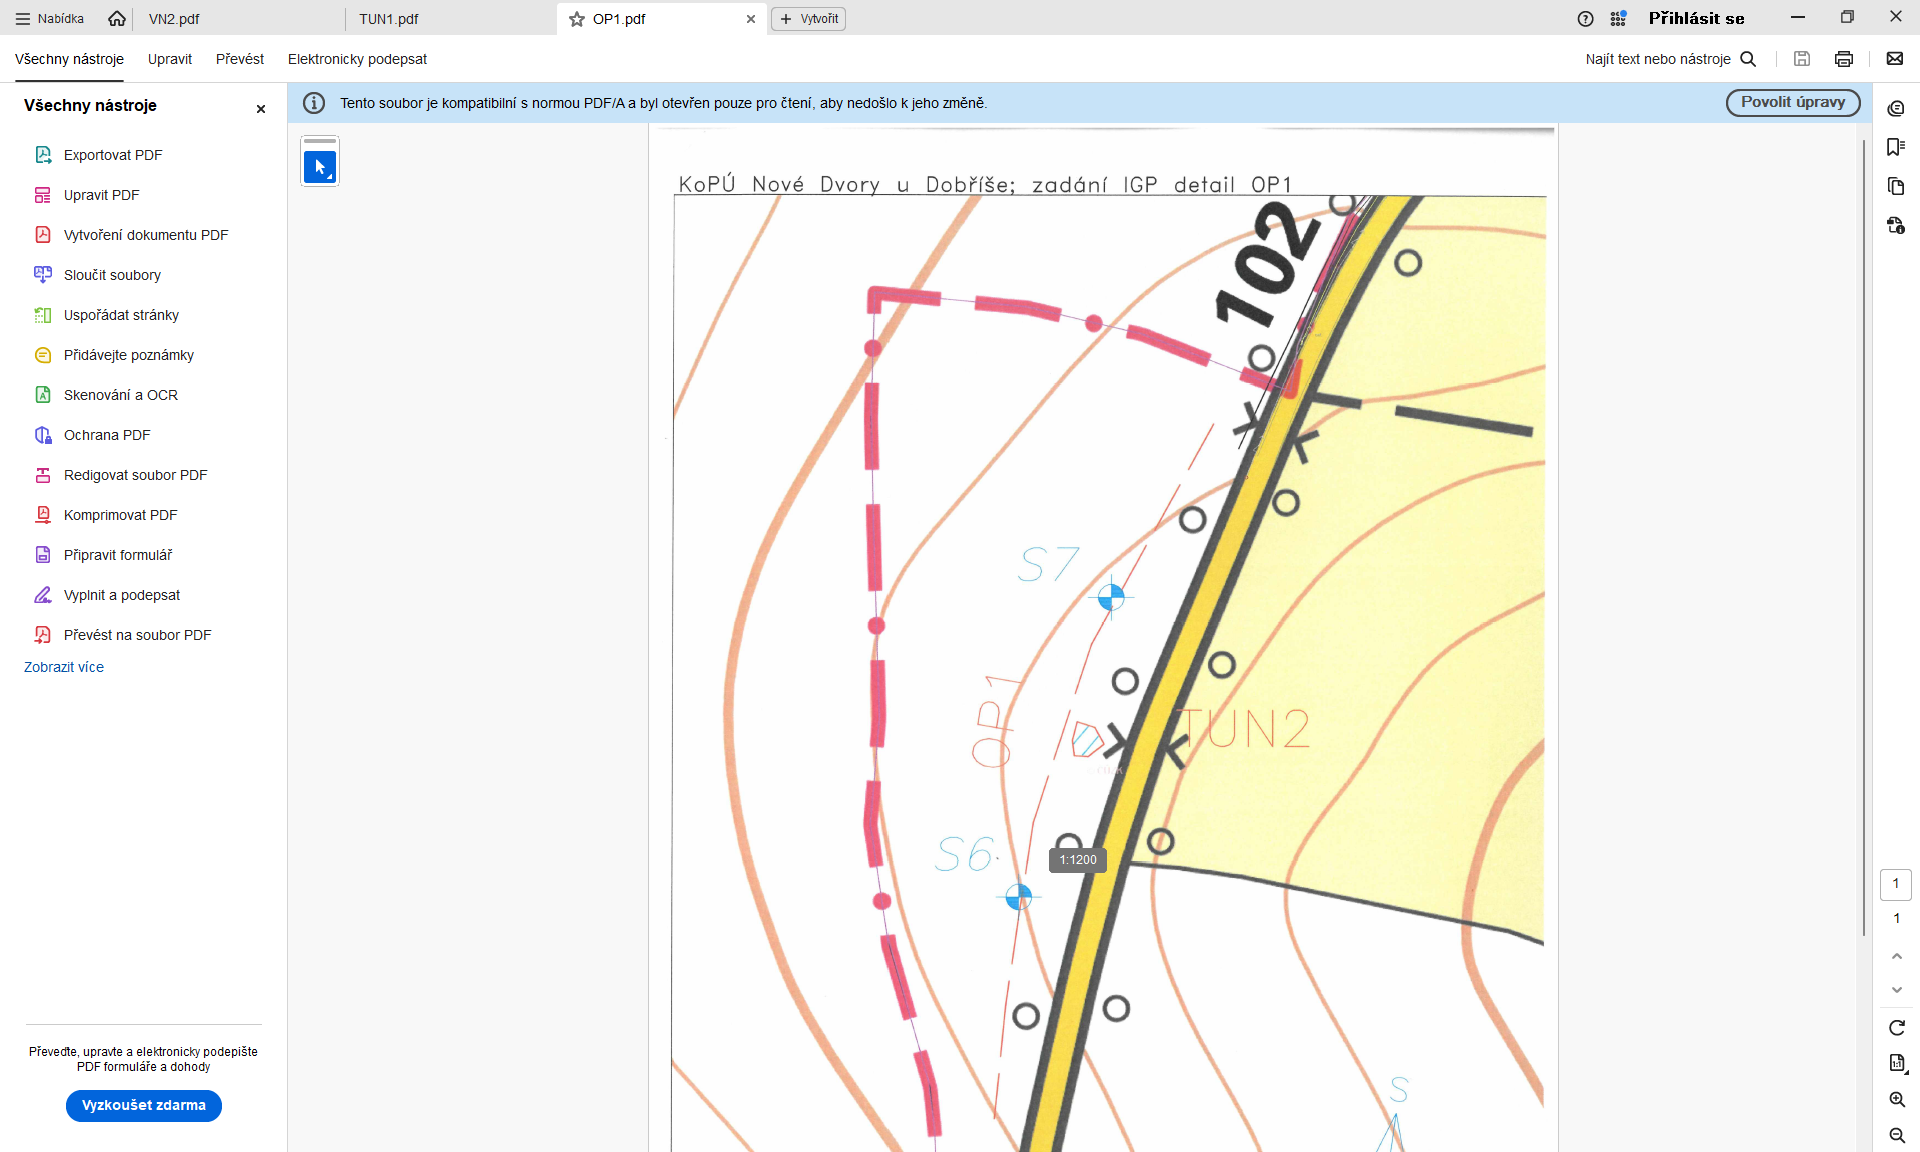 Nabídka
VN2.pdf
TUN1.pdf
OP1.pdf
Vytvořit
Přihlásit se
Všechny nástroje
Upravit
Převést
Elektronicky podepsat
Najít text nebo nástroje
Všechny nástroje
Exportovat PDF
Upravit PDF
Vytvoření dokumentu PDF
Sloučit soubory
Uspořádat stránky
Přidávejte poznámky
Skenování a OCR
Ochrana PDF
Redigovat soubor PDF
Komprimovat PDF
Připravit formulář
Vyplnit a podepsat
Převést na soubor PDF
Zobrazit více
Převeďte, upravte a elektronicky podepište
PDF formuláře a dohody
Vyzkoušet zdarma
Tento soubor je kompatibilní s normou PDF/A a byl otevřen pouze pro čtení, aby nedošlo k jeho změně.
Povolit úpravy
KoPÚ Nové Dvory u Dobříše; zadání IGP detail OP1
102
S7
OP1
TUN2
S6
1:1200
S
1
1